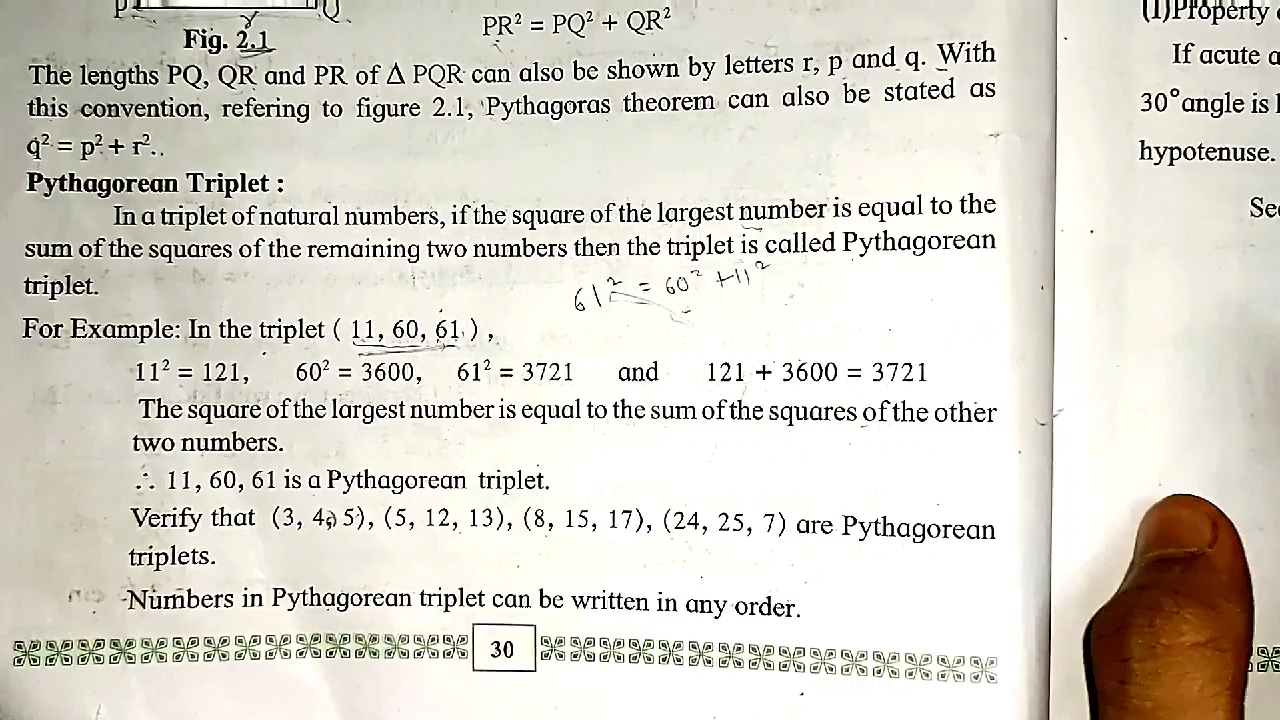 Q
Fig. 2.1
PR² = PQ² + QR²
The lengths PQ, QR and PR of Δ PQR can also be shown by letters r, p and q. With
this convention, refering to figure 2.1, Pythagoras theorem can also be stated as
q² = p² + r².
Pythagorean Triplet :
In a triplet of natural numbers, if the square of the largest number is equal to the
sum of the squares of the remaining two numbers then the triplet is called Pythagorean
triplet.
61² = 60² + 11²
For Example: In the triplet ( 11, 60, 61 ) ,
11² = 121, 60² = 3600, 61² = 3721 and 121 + 3600 = 3721
The square of the largest number is equal to the sum of the squares of the other
two numbers.
∴ 11, 60, 61 is a Pythagorean triplet.
Verify that (3, 4, 5), (5, 12, 13), (8, 15, 17), (24, 25, 7) are Pythagorean
triplets.
Numbers in Pythagorean triplet can be written in any order.
30
(I)Property
If acute
30°angle is
hypotenuse.